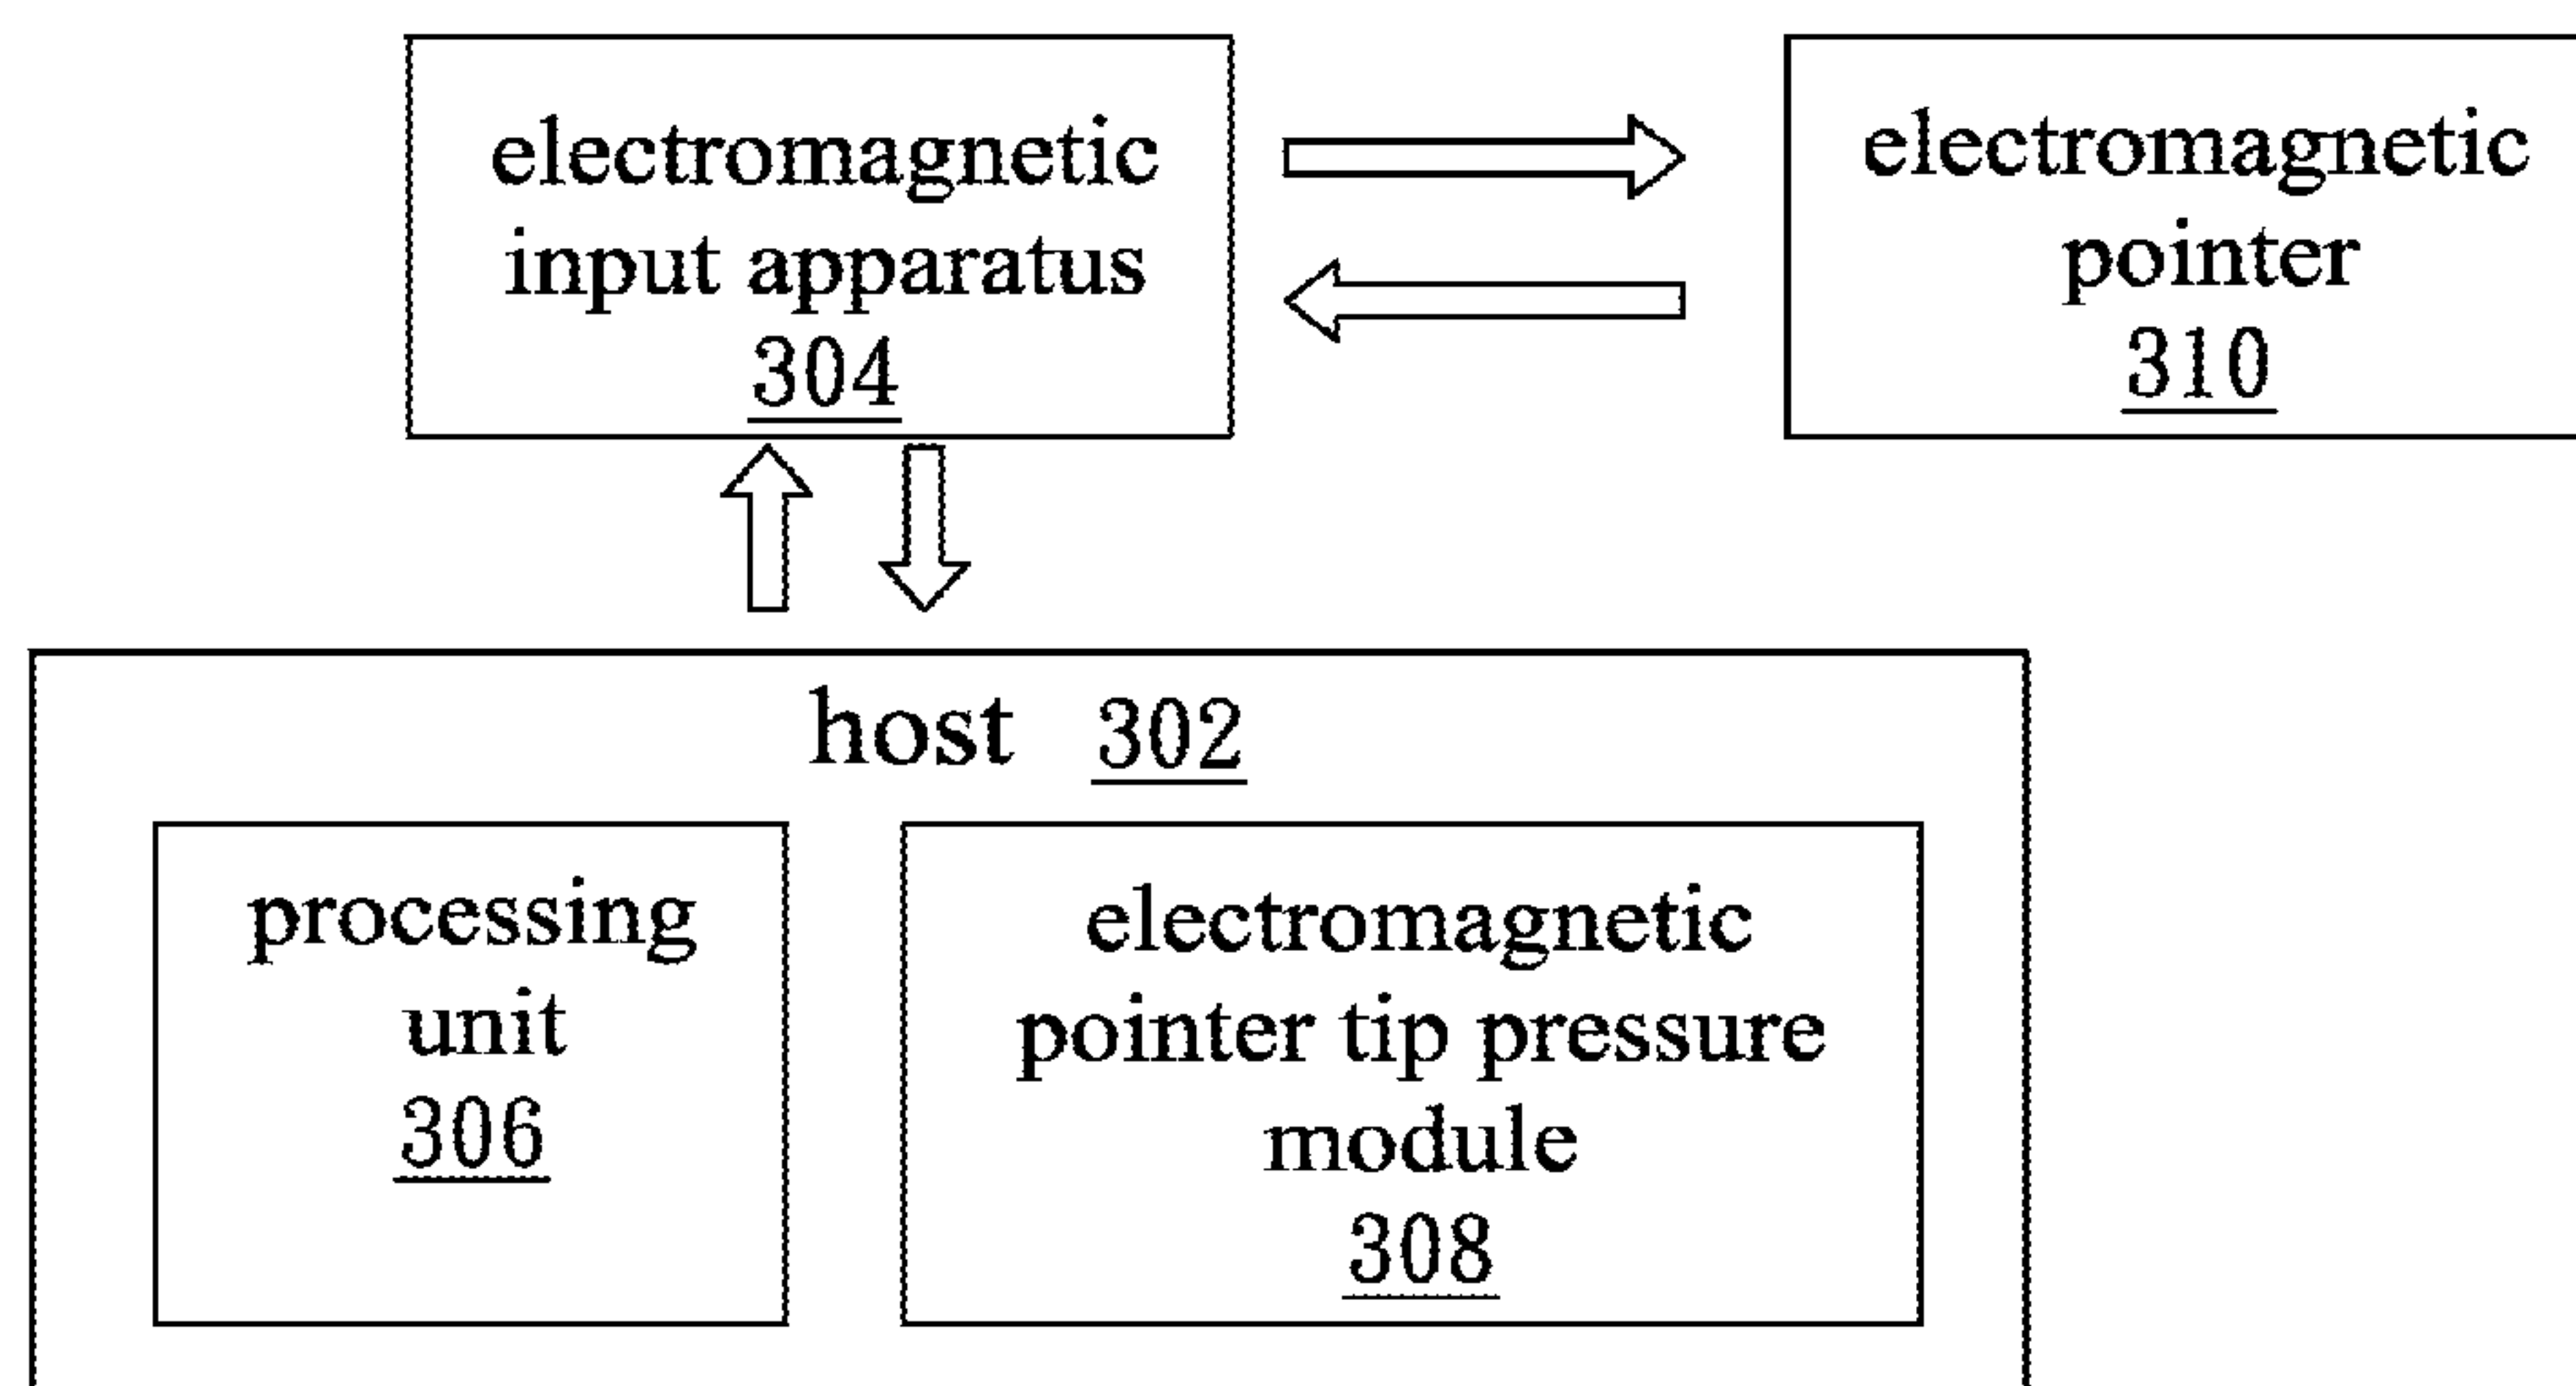 electromagnetic
input apparatus
304
electromagnetic
pointer
310
host 302
processing
unit
306
electromagnetic
pointer tip pressure
module
308